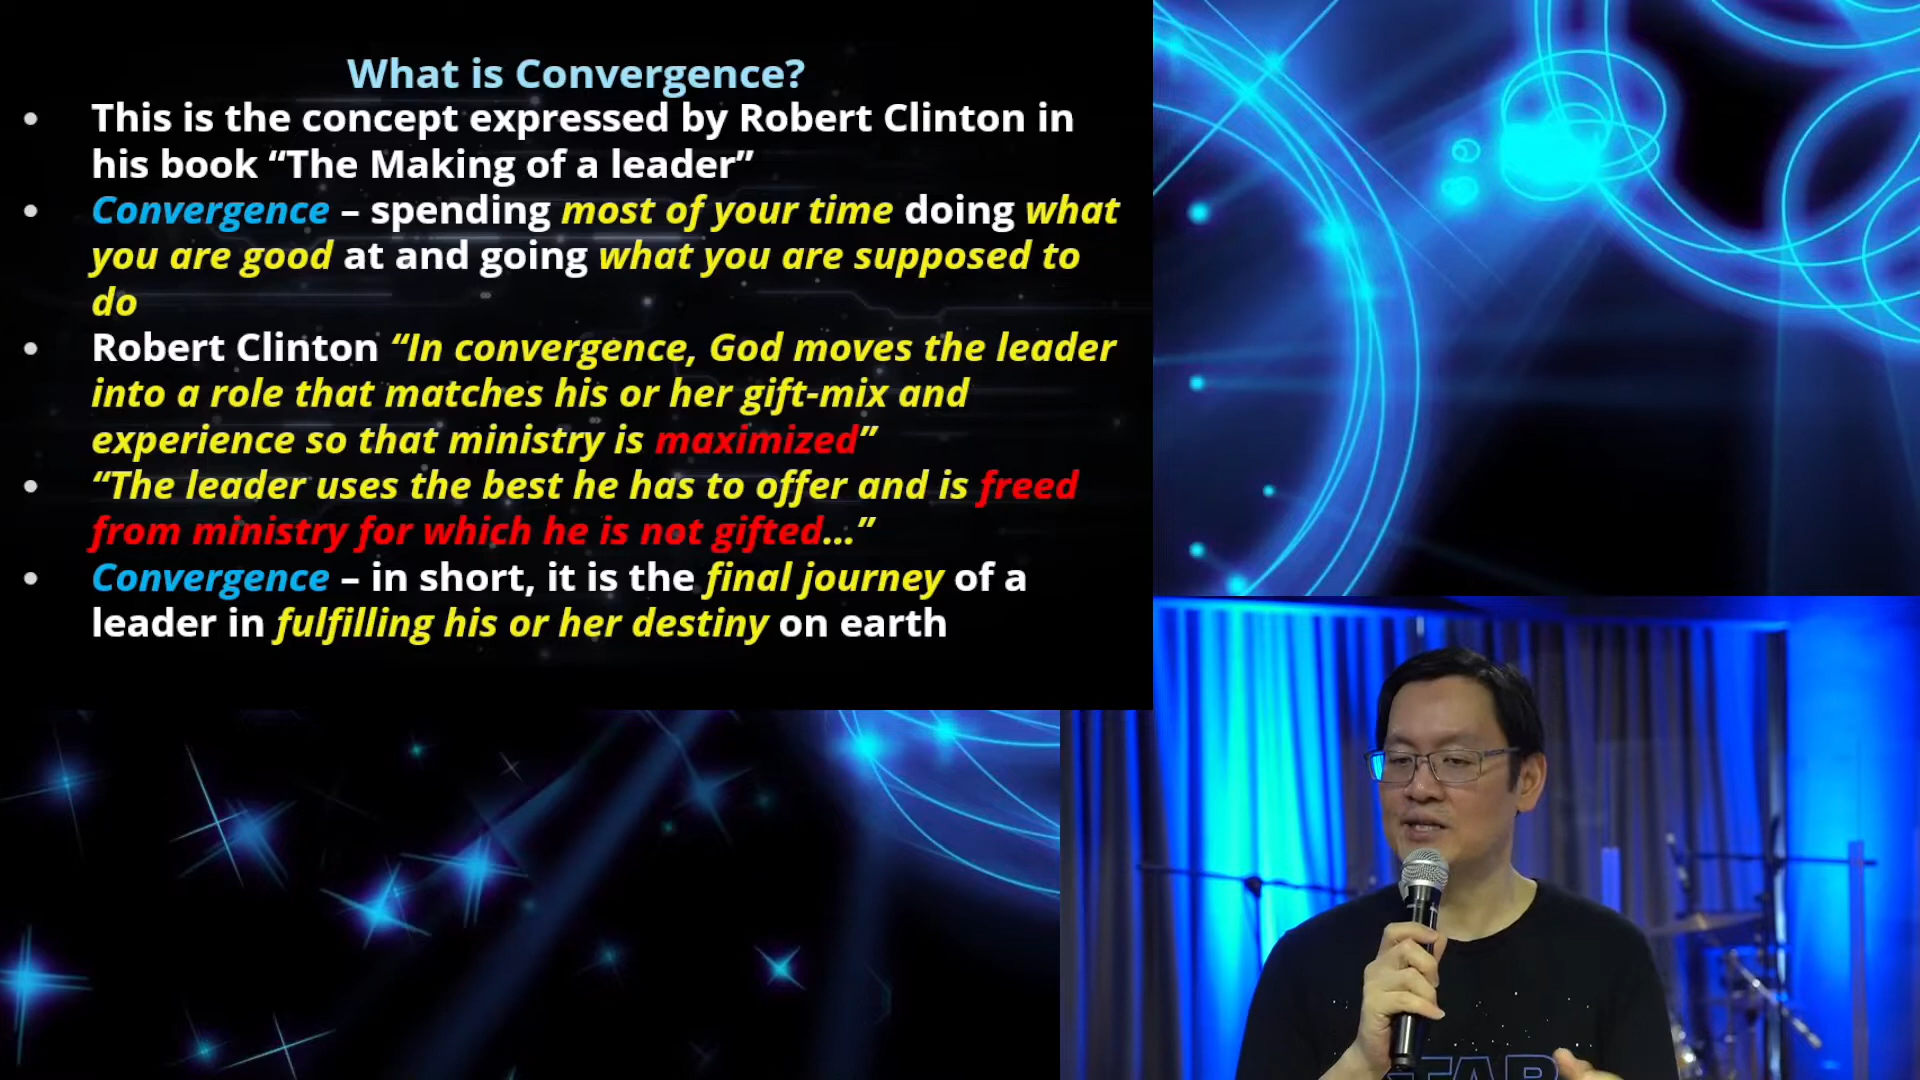 What is Convergence?
• This is the concept expressed by Robert Clinton in
his book “The Making of a leader”
• Convergence – spending most of your time doing what
you are good at and going what you are supposed to
do
• Robert Clinton “In convergence, God moves the leader
into a role that matches his or her gift-mix and
experience so that ministry is maximized”
• “The leader uses the best he has to offer and is freed
from ministry for which he is not gifted…”
• Convergence – in short, it is the final journey of a
leader in fulfilling his or her destiny on earth